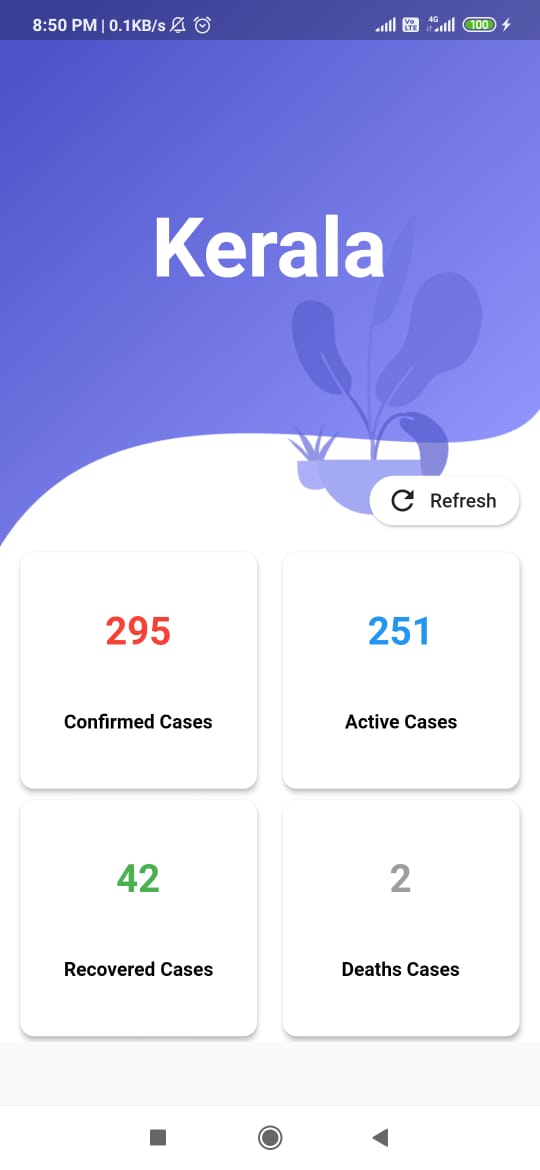 8:50 PM | 0.1KB/s
Vo LTE 4G 100
Kerala
Refresh
295 251
Confirmed Cases Active Cases
42 2
Recovered Cases Deaths Cases